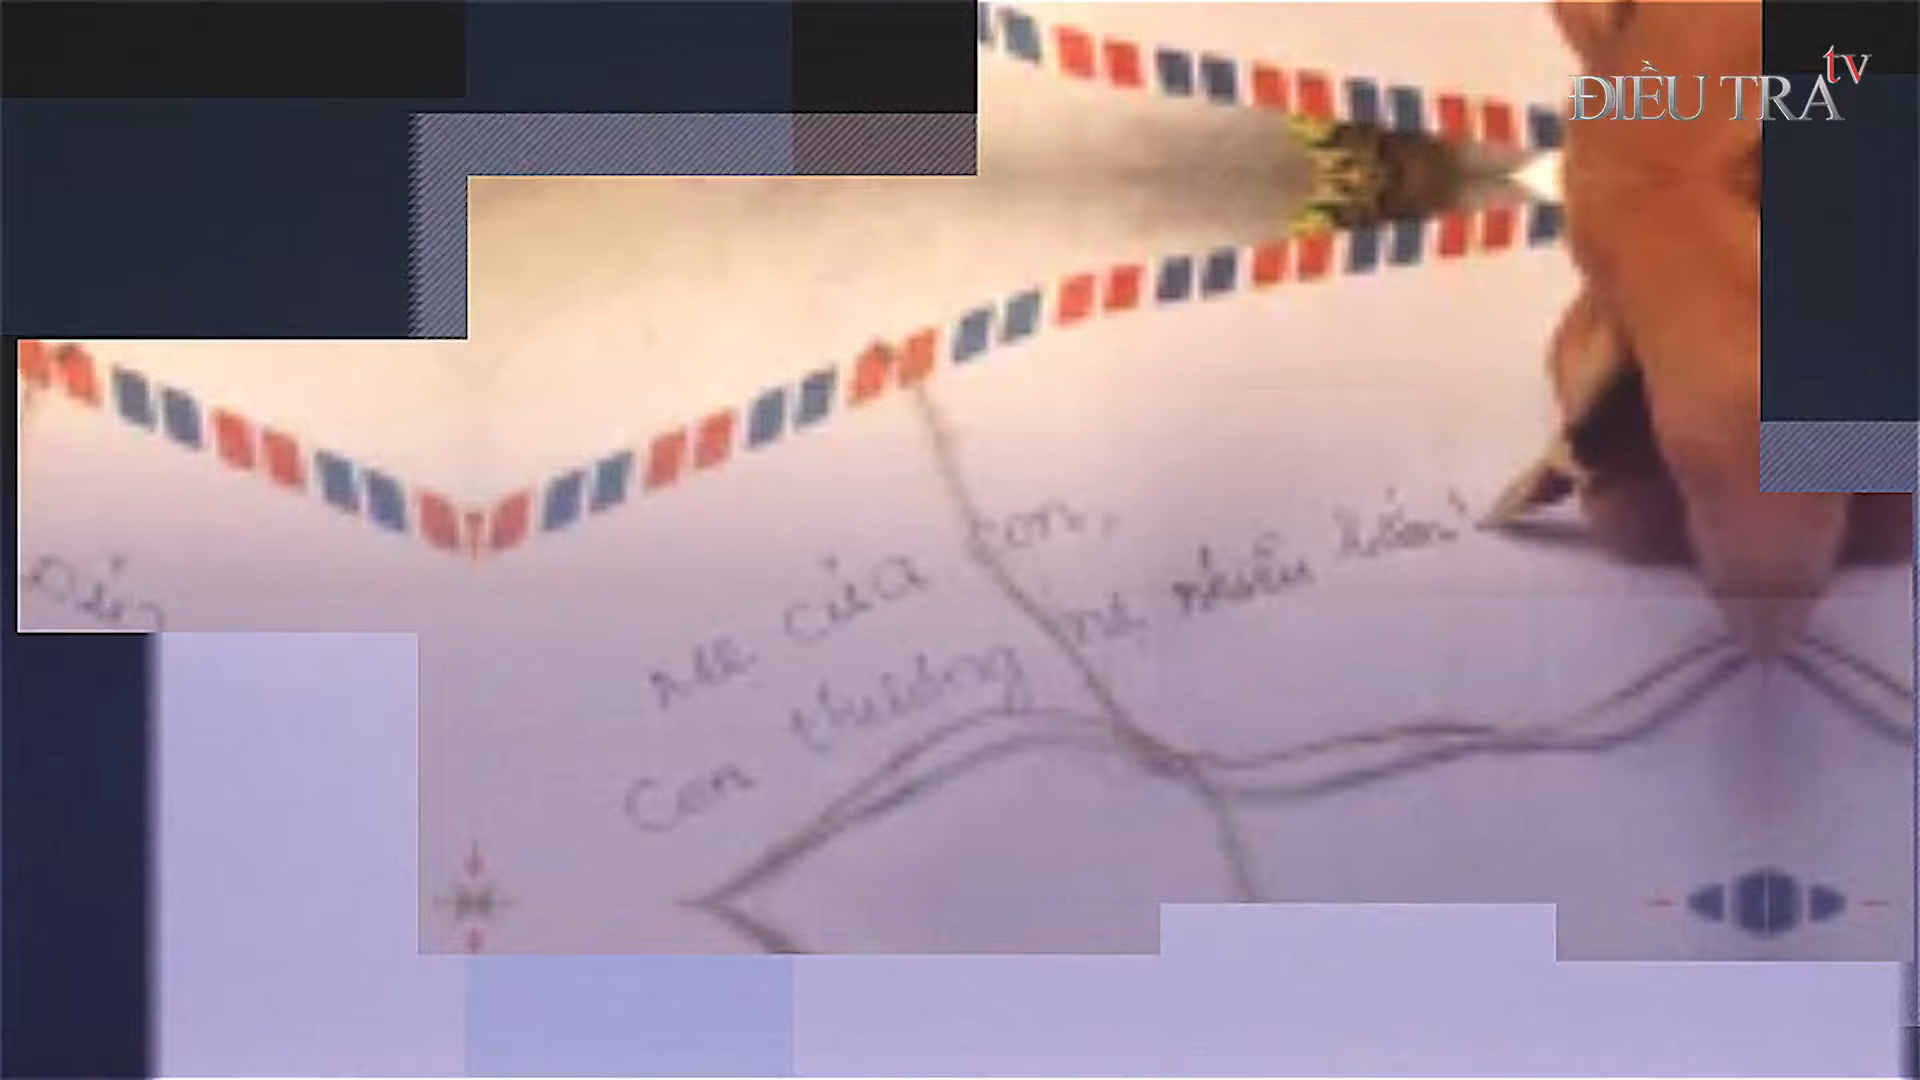 ĐIỀU TRA tv
Mẹ của con,
Con thương mẹ nhiều lắm!